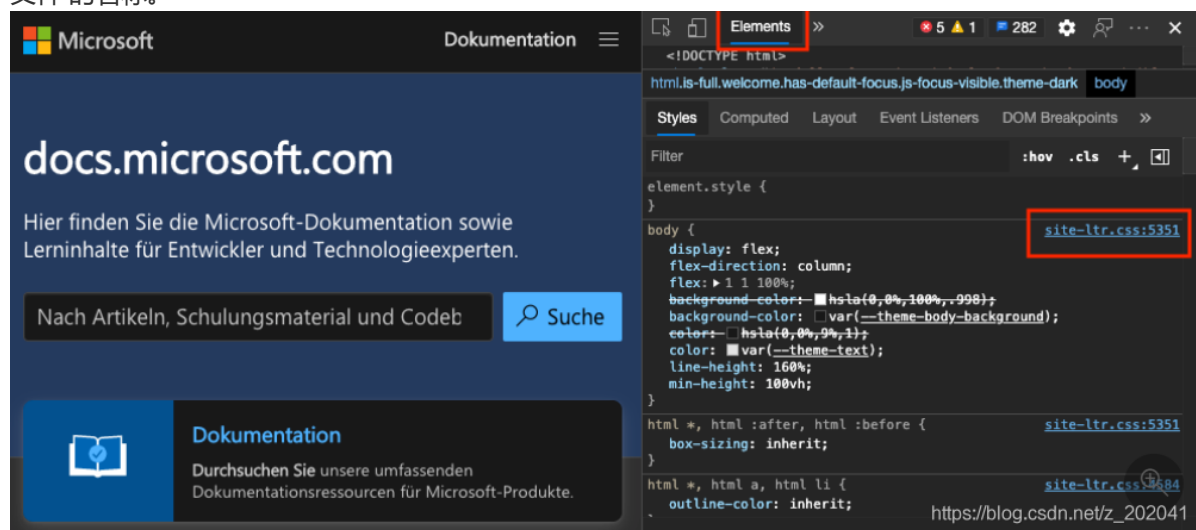 文件的名称。
Microsoft
Dokumentation
docs.microsoft.com
Hier finden Sie die Microsoft-Dokumentation sowie
Lerninhalte für Entwickler und Technologieexperten.
Nach Artikeln, Schulungsmaterial und Codeb
Suche
Dokumentation
Durchsuchen Sie unsere umfassenden
Dokumentationsressourcen für Microsoft-Produkte.
Elements » 5 1 282
<!DOCTYPE html>
html.is-full.welcome.has-default-focus.js-focus-visible.theme-dark body
Styles Computed Layout Event Listeners DOM Breakpoints »
Filter :hov .cls +
element.style {
}
body { site-ltr.css:5351
display: flex;
flex-direction: column;
flex: 1 1 100%;
background-color: hsla(0,0%,100%,.998);
background-color: var(--theme-body-background);
color: hsla(0,0%,9%,1);
color: var(--theme-text);
line-height: 160%;
min-height: 100vh;
}
html *, html :after, html :before { site-ltr.css:5351
box-sizing: inherit;
}
html *, html a, html li { site-ltr.css:4684
outline-color: inherit;
https://blog.csdn.net/z_202041